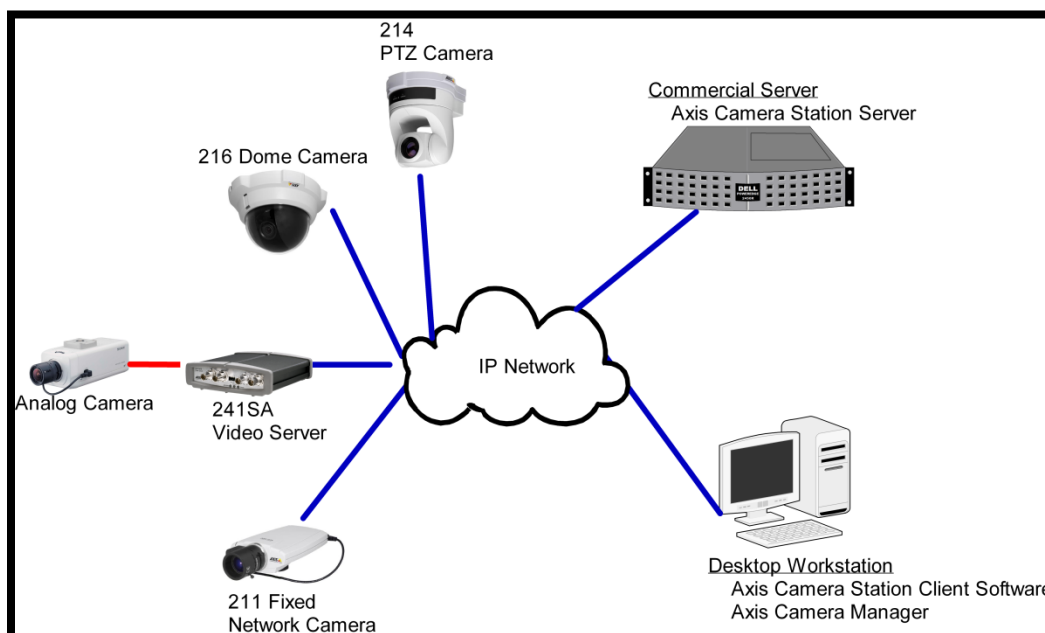 214
PTZ Camera
Commercial Server
Axis Camera Station Server
216 Dome Camera
DELL
IP Network
Analog Camera
241SA
Video Server
211 Fixed
Network Camera
Desktop Workstation
Axis Camera Station Client Software
Axis Camera Manager